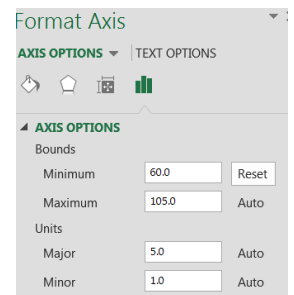 Format Axis
AXIS OPTIONS TEXT OPTIONS
AXIS OPTIONS
Bounds
Minimum 60.0 Reset
Maximum 105.0 Auto
Units
Major 5.0 Auto
Minor 1.0 Auto